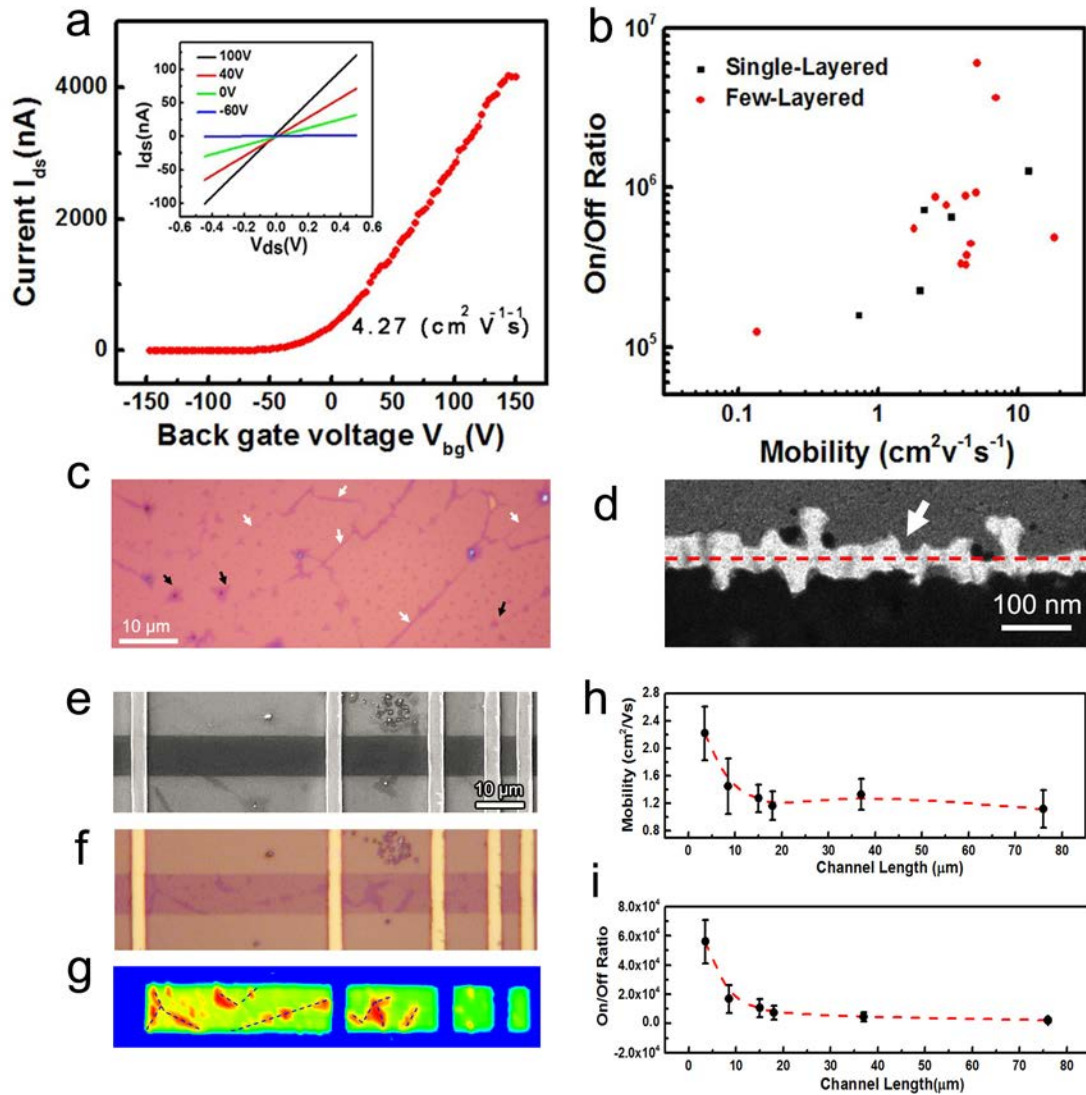 a
100V
40V
0V
-60V
100
50
0
-50
-100
I_ds(nA)
-0.6 -0.4 -0.2 0.0 0.2 0.4 0.6
V_ds(V)
4000
2000
0
Current I_ds(nA)
4.27 (cm² V⁻¹⁻¹s)
-150 -100 -50 0 50 100 150
Back gate voltage V_bg(V)
b
Single-Layered
Few-Layered
10⁷
10⁶
10⁵
On/Off Ratio
0.1 1 10
Mobility (cm²v⁻¹s⁻¹)
c
10 µm
d
100 nm
e
10 µm
f
g
h
2.8
2.4
2.0
1.6
1.2
0.8
Mobility (cm²/Vs)
0 10 20 30 40 50 60 70 80
Channel Length (µm)
i
8.0x10⁴
6.0x10⁴
4.0x10⁴
2.0x10⁴
0.0
-2.0x10⁴
On/Off Ratio
0 10 20 30 40 50 60 70 80
Channel Length(µm)